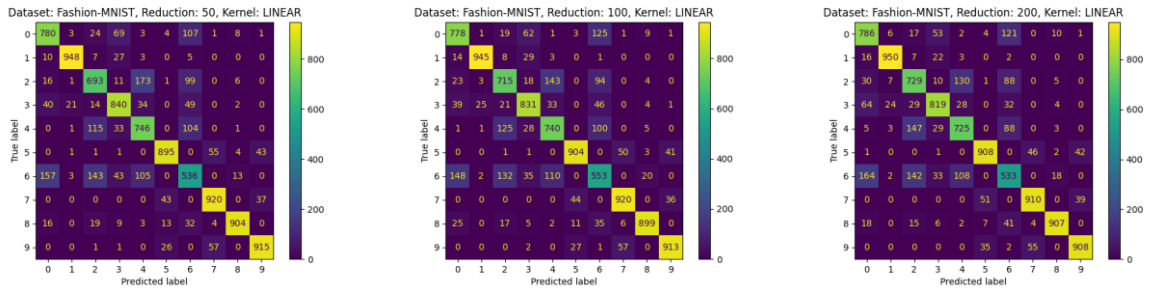 Dataset: Fashion-MNIST, Reduction: 50, Kernel: LINEAR
0 780 3 24 69 3 4 107 1 8 1
1 10 948 7 27 3 0 5 0 0 0
2 16 1 693 11 173 1 99 0 6 0
3 40 21 14 840 34 0 49 0 2 0
4 0 1 115 33 746 0 104 0 1 0
5 0 1 1 1 0 895 0 55 4 43
6 157 3 143 43 105 0 536 0 13 0
7 0 0 0 0 0 43 0 920 0 37
8 16 0 19 9 3 13 32 4 904 0
9 0 0 1 1 0 26 0 57 0 915
0 1 2 3 4 5 6 7 8 9
Predicted label
True label
800
600
400
200
0
Dataset: Fashion-MNIST, Reduction: 100, Kernel: LINEAR
0 778 1 19 62 1 3 125 1 9 1
1 14 945 8 29 3 0 1 0 0 0
2 23 3 715 18 143 0 94 0 4 0
3 39 25 21 831 33 0 46 0 4 1
4 1 1 125 28 740 0 100 0 5 0
5 0 0 1 1 0 904 0 50 3 41
6 148 2 132 35 110 0 553 0 20 0
7 0 0 0 0 0 44 0 920 0 36
8 25 0 17 5 2 11 35 6 899 0
9 0 0 0 2 0 27 1 57 0 913
0 1 2 3 4 5 6 7 8 9
Predicted label
True label
800
600
400
200
0
Dataset: Fashion-MNIST, Reduction: 200, Kernel: LINEAR
0 786 6 17 53 2 4 121 0 10 1
1 16 950 7 22 3 0 2 0 0 0
2 30 7 729 10 130 1 88 0 5 0
3 64 24 29 819 28 0 32 0 4 0
4 5 3 147 29 725 0 88 0 3 0
5 1 0 0 1 0 908 0 46 2 42
6 164 2 142 33 108 0 533 0 18 0
7 0 0 0 0 0 51 0 910 0 39
8 18 0 15 6 2 7 41 4 907 0
9 0 0 0 0 0 35 2 55 0 908
0 1 2 3 4 5 6 7 8 9
Predicted label
True label
800
600
400
200
0